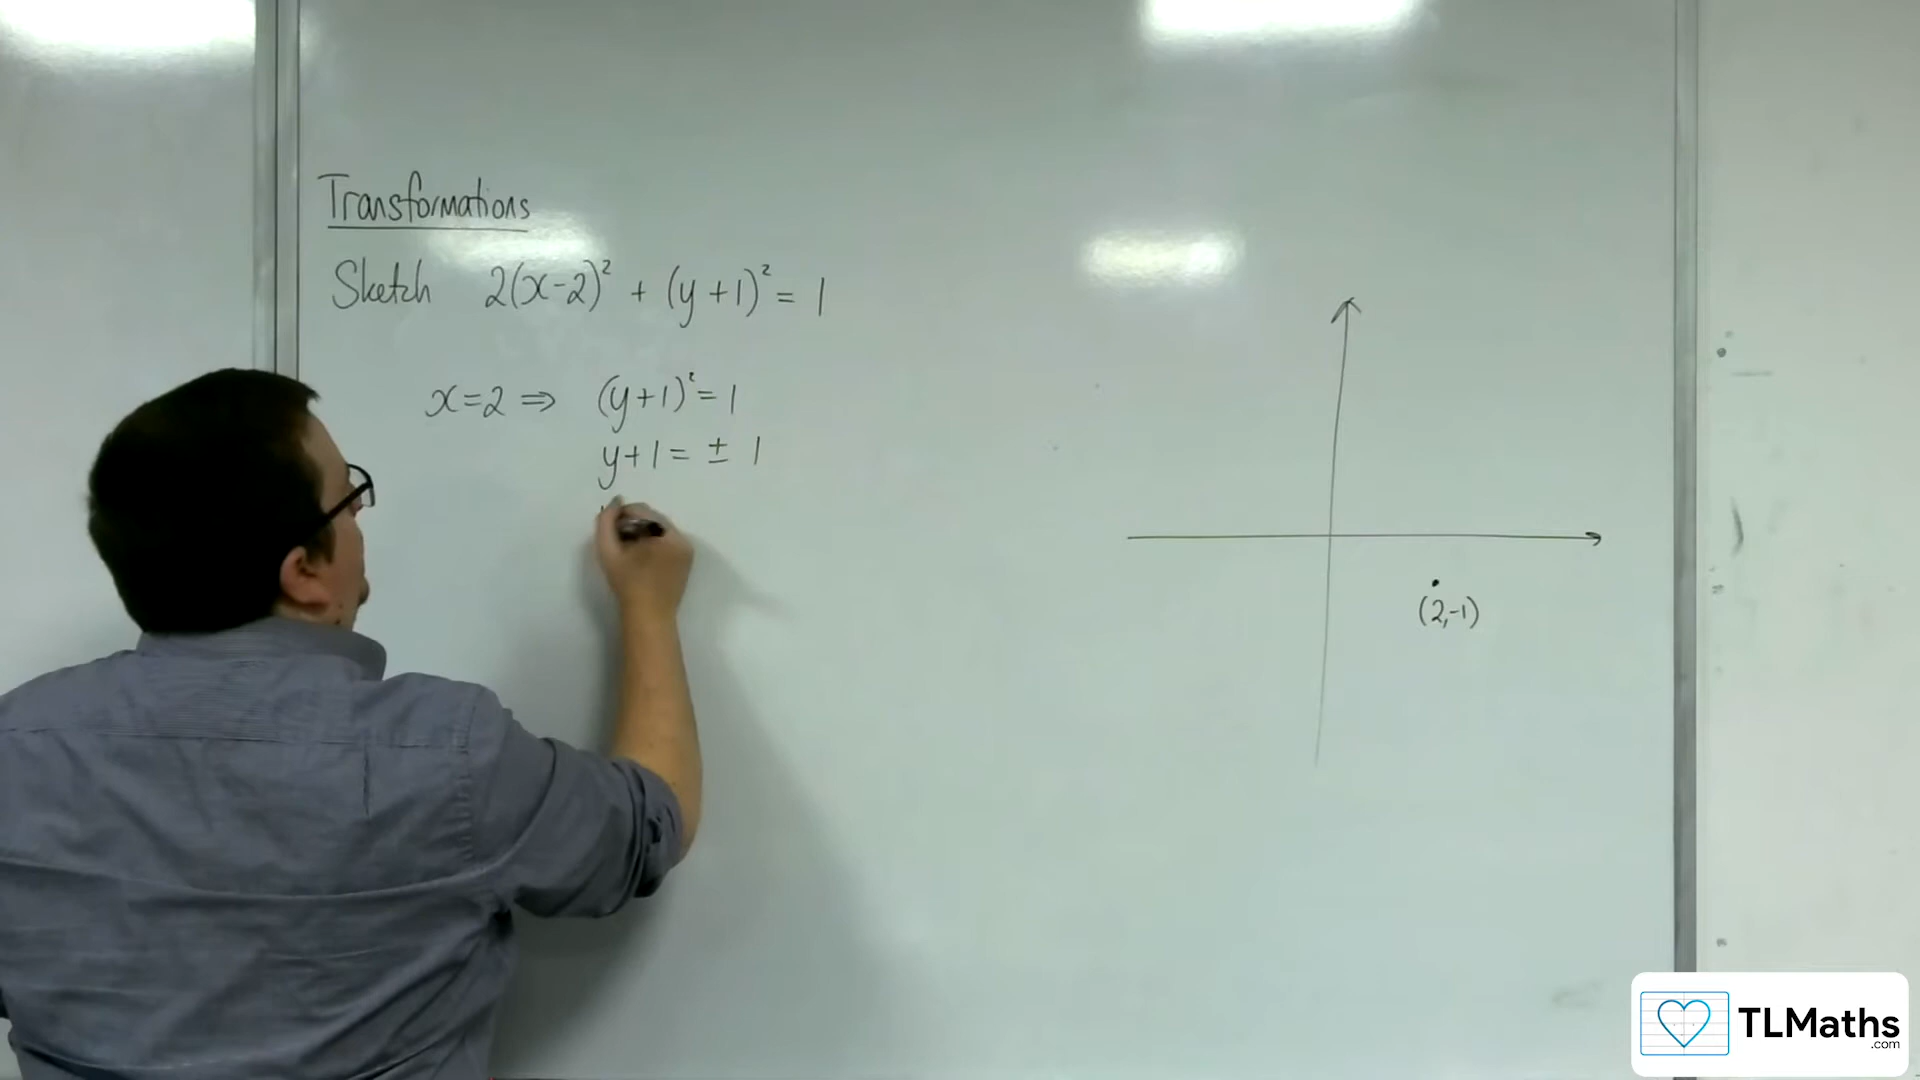 Transformations
Sketch 2(x-2)² + (y+1)² = 1
x=2 ⇒ (y+1)² = 1
y+1 = ± 1
(2,-1)
TLMaths
.com